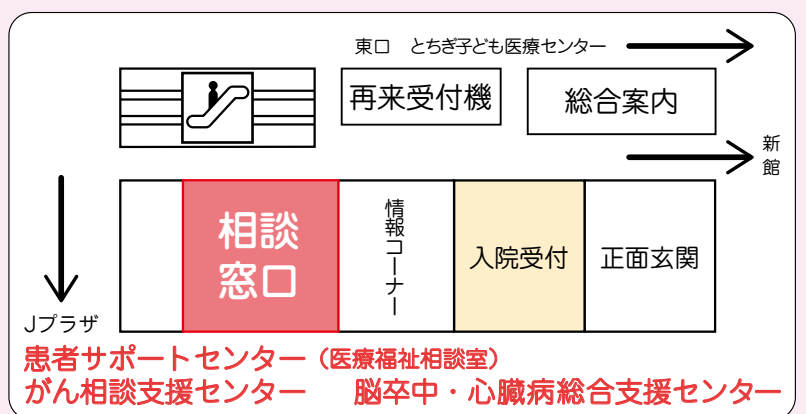 東口　とちぎ子ども医療センター
再来受付機
総合案内
新館
相談
窓口
情報コーナー
入院受付
正面玄関
Jプラザ
患者サポートセンター（医療福祉相談室）
がん相談支援センター　脳卒中・心臓病総合支援センター